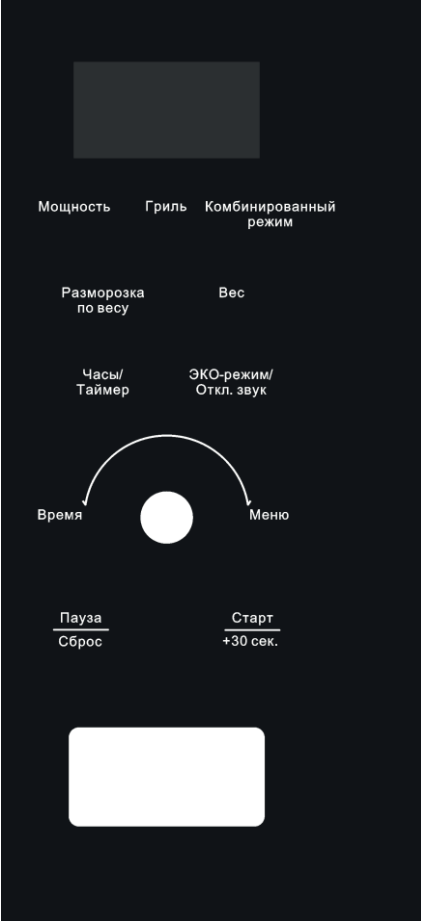 Мощность Гриль Комбинированный
режим
Разморозка Вес
по весу
Часы/ ЭКО-режим/
Таймер Откл. звук
Время Меню
Пауза Старт
Сброс +30 сек.